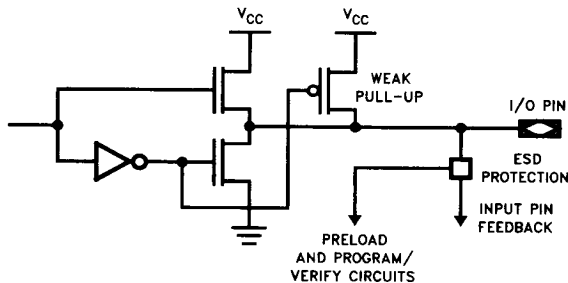 V_CC
V_CC
WEAK
PULL-UP
I/O PIN
ESD
PROTECTION
INPUT PIN
FEEDBACK
PRELOAD
AND PROGRAM/
VERIFY CIRCUITS